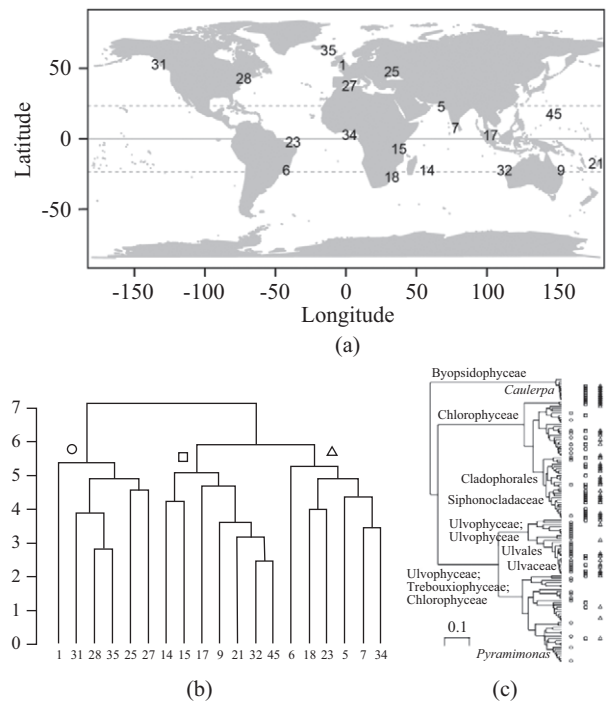 35
31
1
25
50
28
27
5
45
7
34
17
0
23
15
21
6
18
14
32
9
-50
Latitude
-150 -100 -50 0 50 100 150
Longitude
(a)
7
6
5
4
3
2
1
0
1 31 28 35 25 27 14 15 17 9 21 32 45 6 18 23 5 7 34
(b)
Byopsidophyceae
Caulerpa
Chlorophyceae
Cladophorales
Siphonocladaceae
Ulvophyceae;
Ulvophyceae
Ulvales
Ulvaceae
Ulvophyceae;
Trebouxiophyceae;
Chlorophyceae
0.1
Pyramimonas
(c)